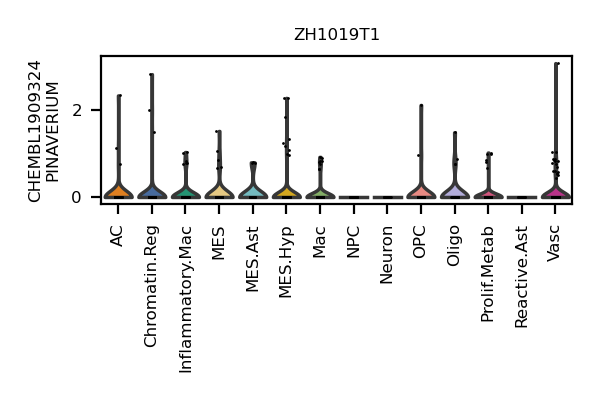 ZH1019T1
CHEMBL1909324
PINAVERIUM
2
0
AC
Chromatin.Reg
Inflammatory.Mac
MES
MES.Ast
MES.Hyp
Mac
NPC
Neuron
OPC
Oligo
Prolif.Metab
Reactive.Ast
Vasc